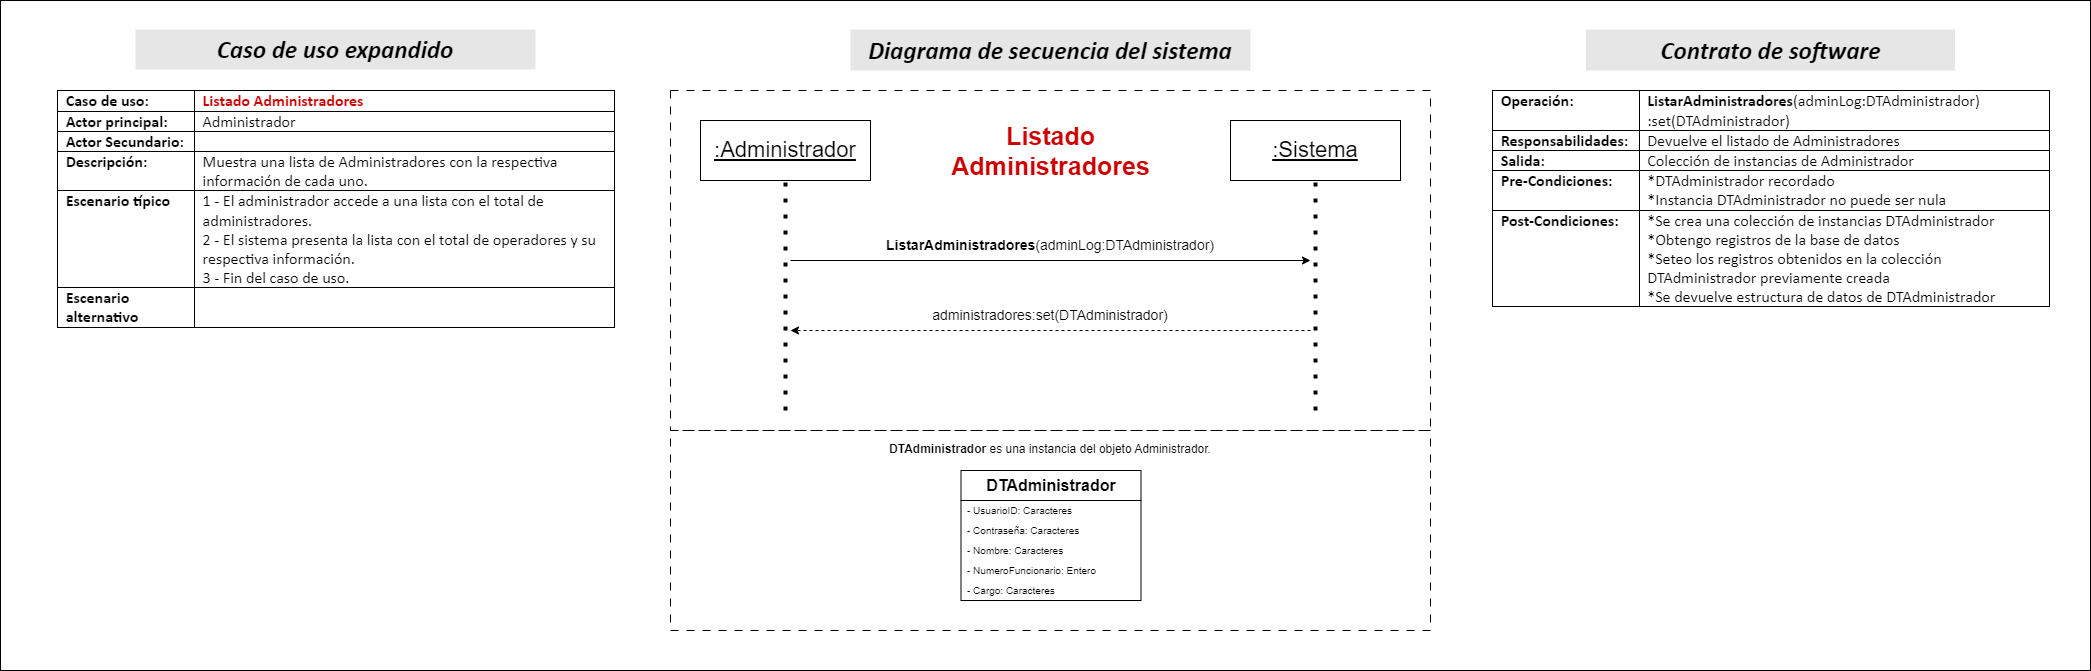 Caso de uso expandido
Caso de uso: Listado Administradores
Actor principal: Administrador
Actor Secundario:
Descripción: Muestra una lista de Administradores con la respectiva
información de cada uno.
Escenario típico 1 - El administrador accede a una lista con el total de
administradores.
2 - El sistema presenta la lista con el total de operadores y su
respectiva información.
3 - Fin del caso de uso.
Escenario
alternativo
Diagrama de secuencia del sistema
Listado
Administradores
:Administrador
:Sistema
ListarAdministradores(adminLog:DTAdministrador)
administradores:set(DTAdministrador)
DTAdministrador es una instancia del objeto Administrador.
DTAdministrador
- UsuarioID: Caracteres
- Contraseña: Caracteres
- Nombre: Caracteres
- NumeroFuncionario: Entero
- Cargo: Caracteres
Contrato de software
Operación: ListarAdministradores(adminLog:DTAdministrador)
:set(DTAdministrador)
Responsabilidades: Devuelve el listado de Administradores
Salida: Colección de instancias de Administrador
Pre-Condiciones: *DTAdministrador recordado
*Instancia DTAdministrador no puede ser nula
Post-Condiciones: *Se crea una colección de instancias DTAdministrador
*Obtengo registros de la base de datos
*Seteo los registros obtenidos en la colección
DTAdministrador previamente creada
*Se devuelve estructura de datos de DTAdministrador